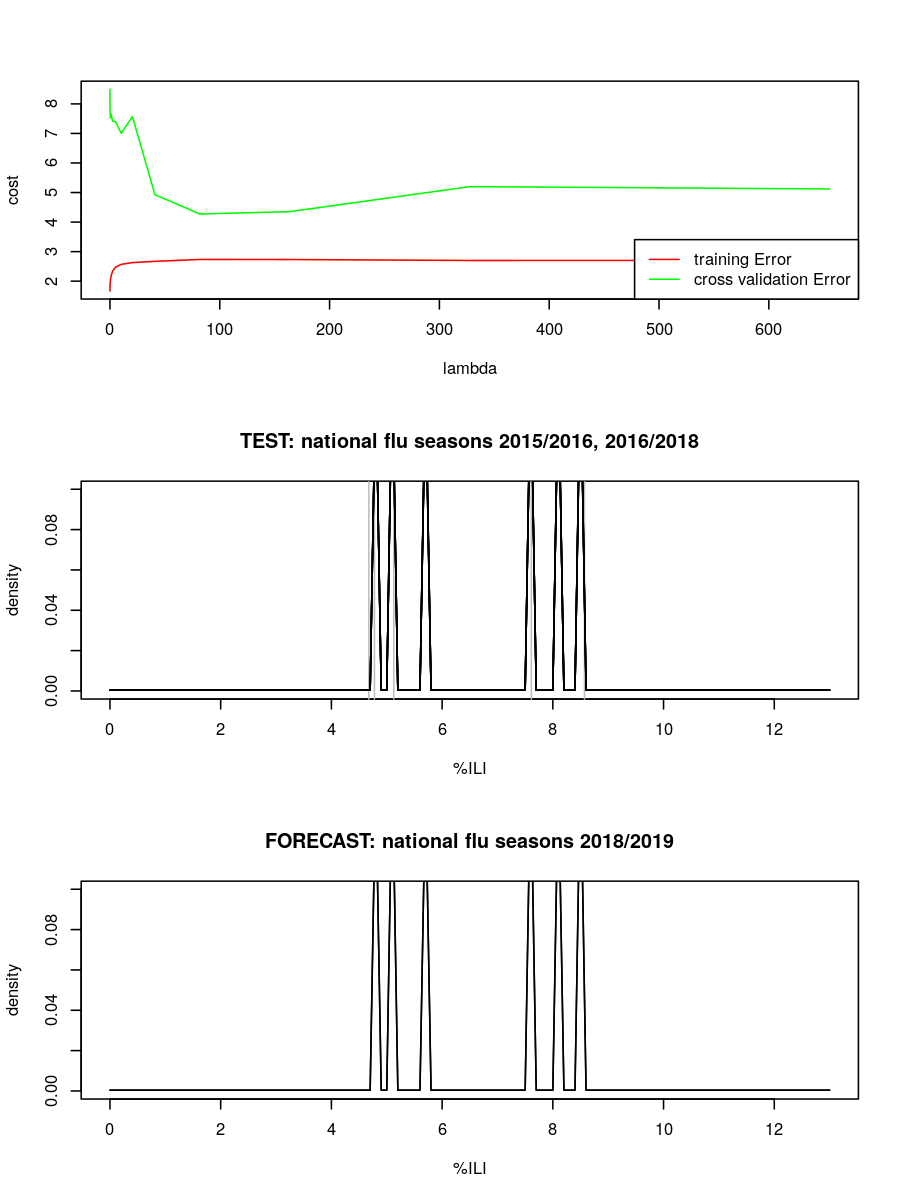 8
7
6
5
4
3
2
cost
training Error
cross validation Error
0 100 200 300 400 500 600
lambda
TEST: national flu seasons 2015/2016, 2016/2018
0.08
0.04
0.00
density
0 2 4 6 8 10 12
%ILI
FORECAST: national flu seasons 2018/2019
0.08
0.04
0.00
density
0 2 4 6 8 10 12
%ILI